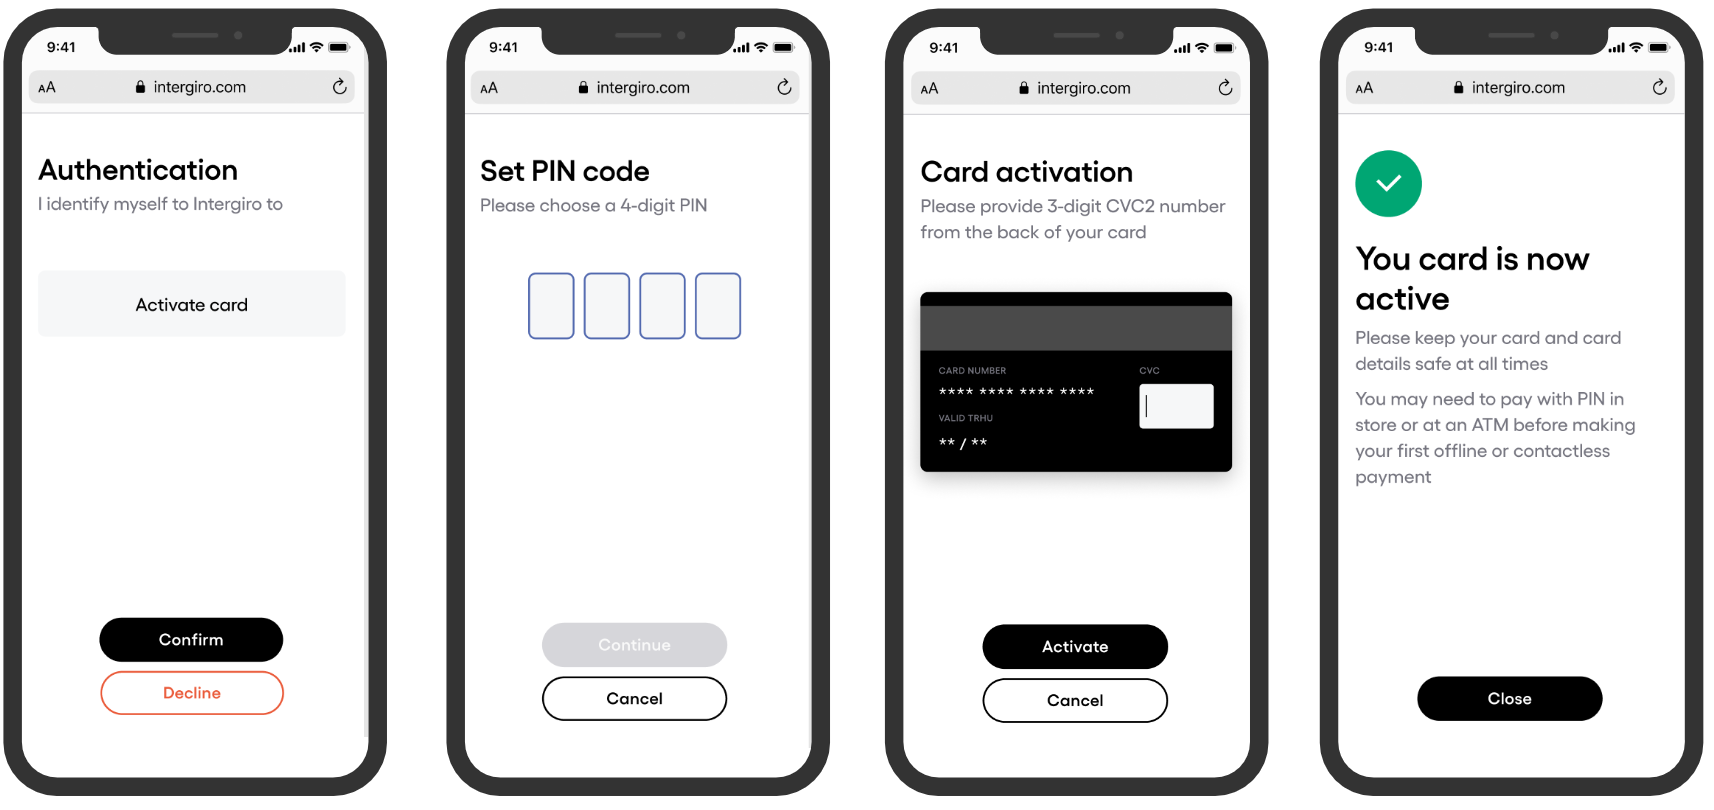 9:41
AA intergiro.com
Authentication
I identify myself to Intergiro to
Activate card
Confirm
Decline
9:41
AA intergiro.com
Set PIN code
Please choose a 4-digit PIN
Continue
Cancel
9:41
AA intergiro.com
Card activation
Please provide 3-digit CVC2 number
from the back of your card
CARD NUMBER
**** **** **** ****
VALID TRHU
** / **
CVC
Activate
Cancel
9:41
AA intergiro.com
You card is now
active
Please keep your card and card
details safe at all times
You may need to pay with PIN in
store or at an ATM before making
your first offline or contactless
payment
Close